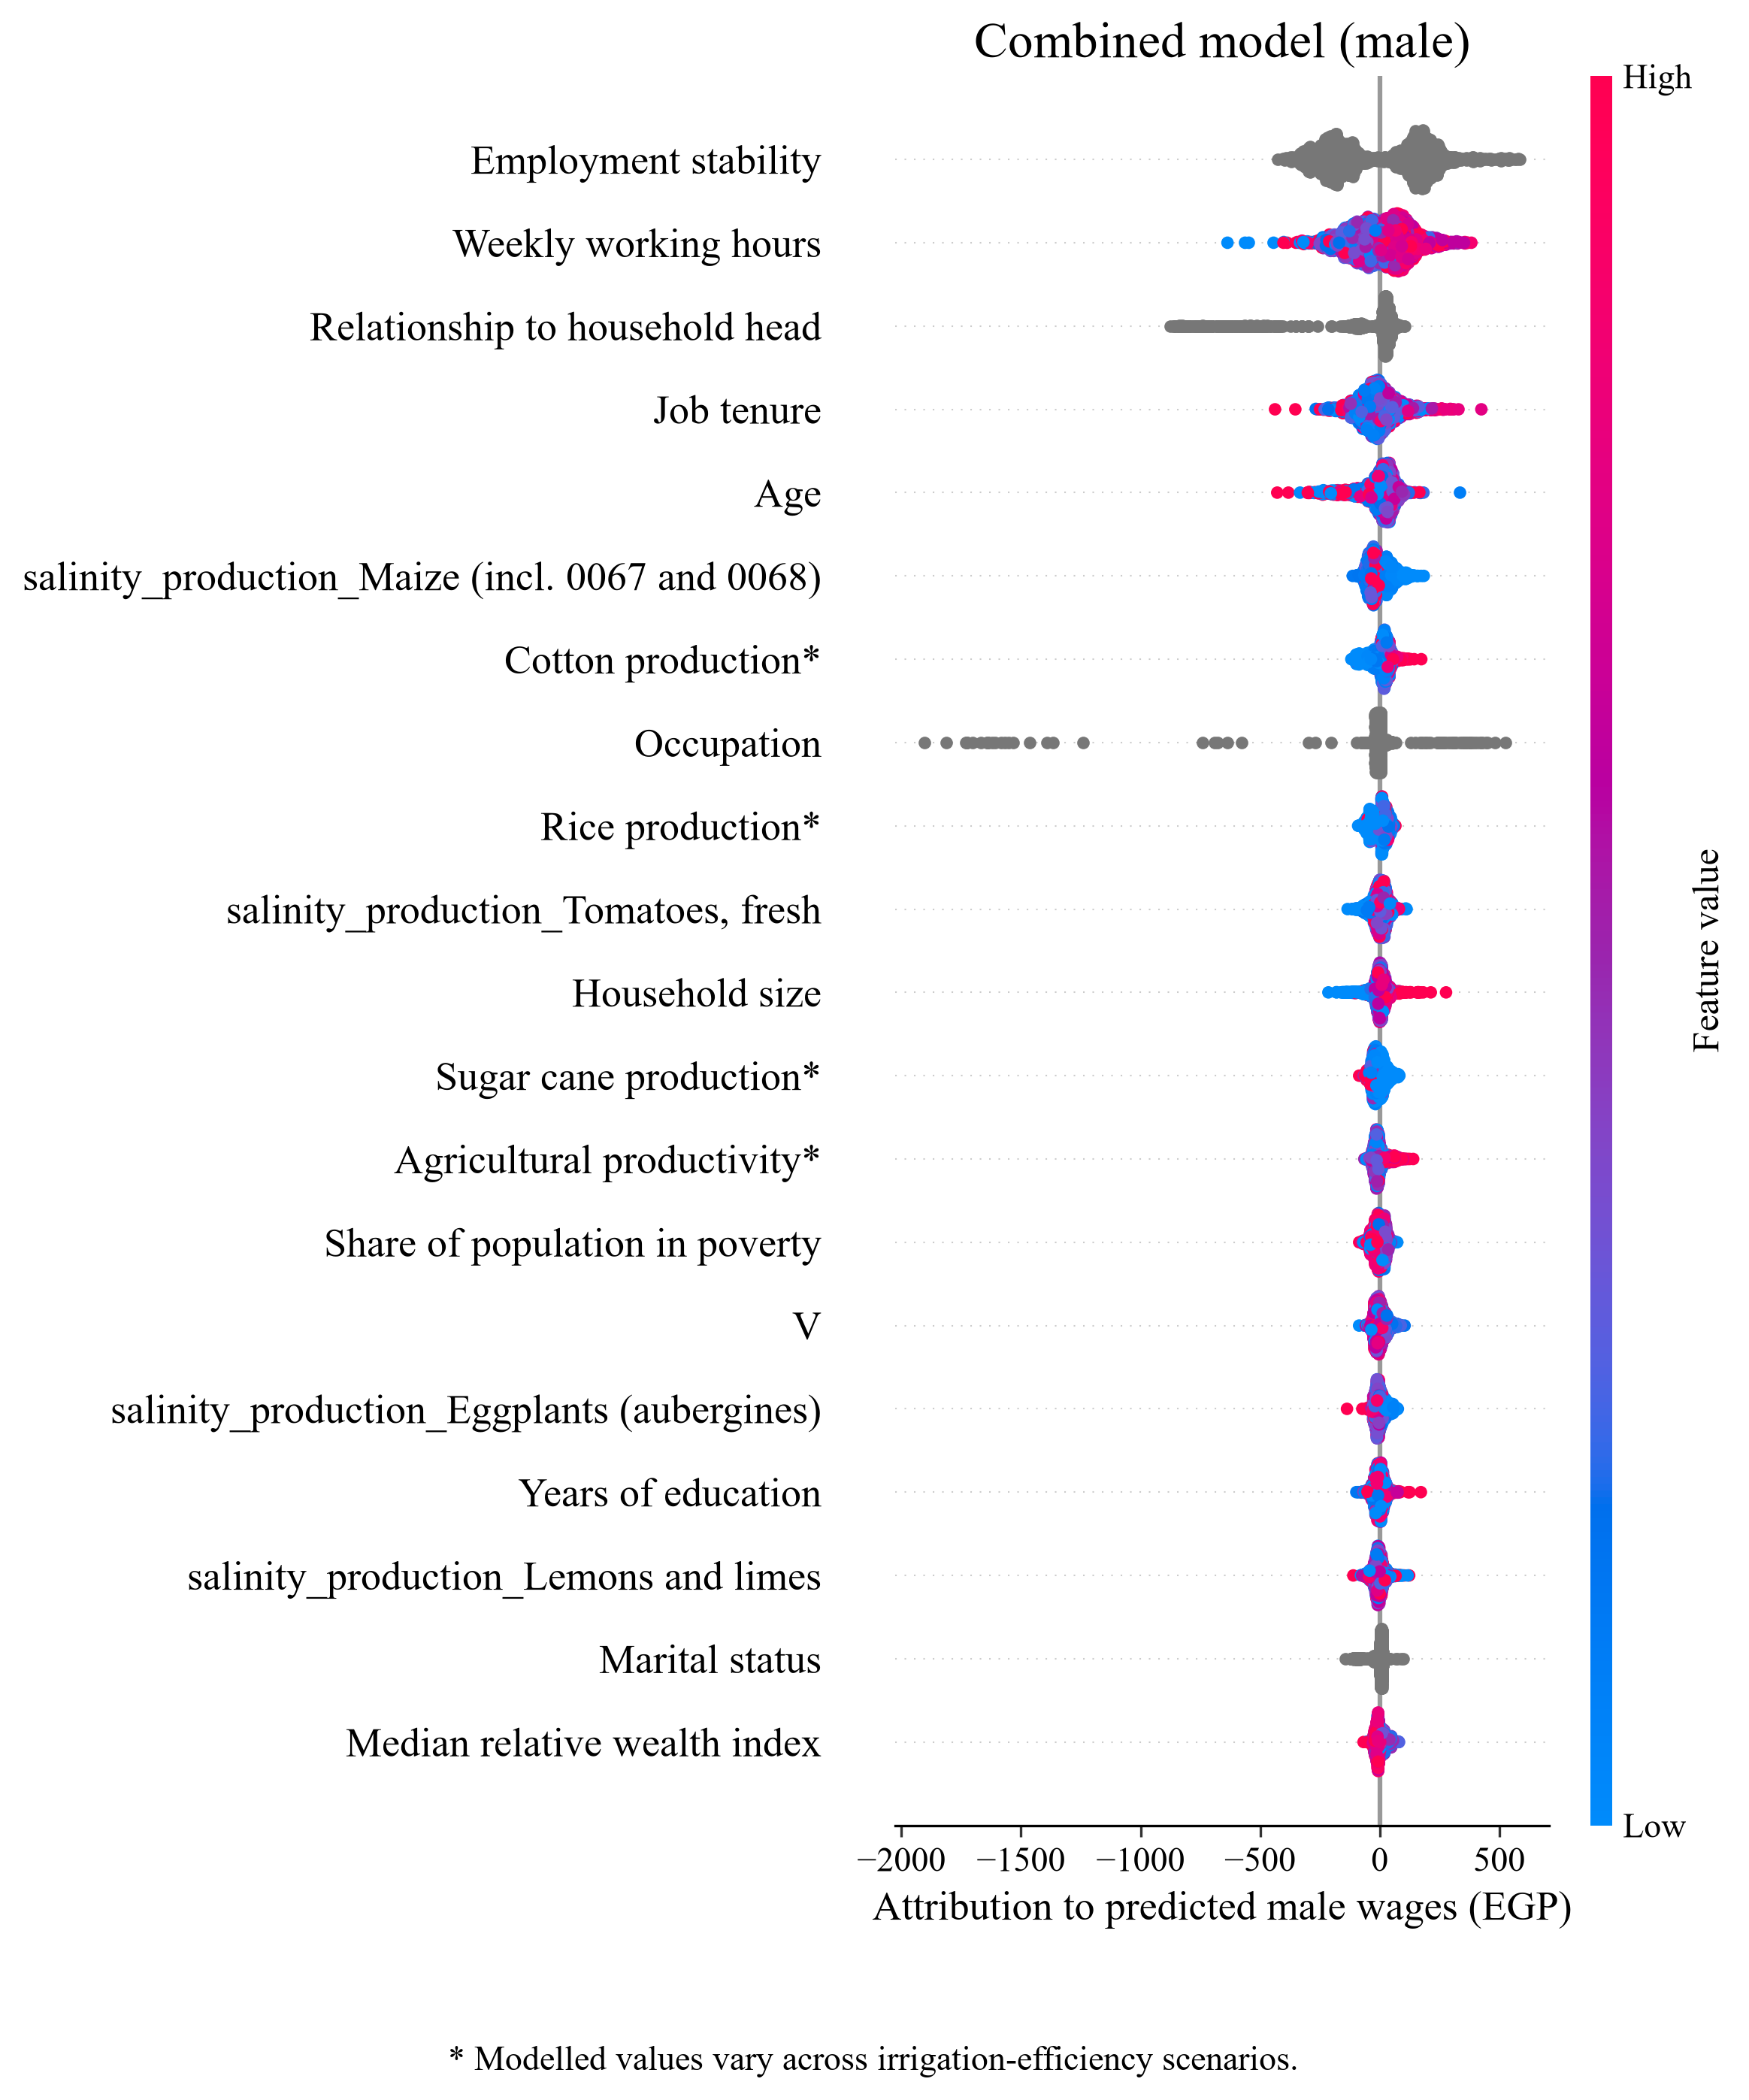 Combined model (male)
High
Employment stability
Weekly working hours
Relationship to household head
Job tenure
Age
salinity_production_Maize (incl. 0067 and 0068)
Cotton production*
Occupation
Rice production*
salinity_production_Tomatoes, fresh
Household size
Sugar cane production*
Agricultural productivity*
Share of population in poverty
V
salinity_production_Eggplants (aubergines)
Years of education
salinity_production_Lemons and limes
Marital status
Median relative wealth index
Feature value
Low
−2000 −1500 −1000 −500 0 500
Attribution to predicted male wages (EGP)
* Modelled values vary across irrigation-efficiency scenarios.